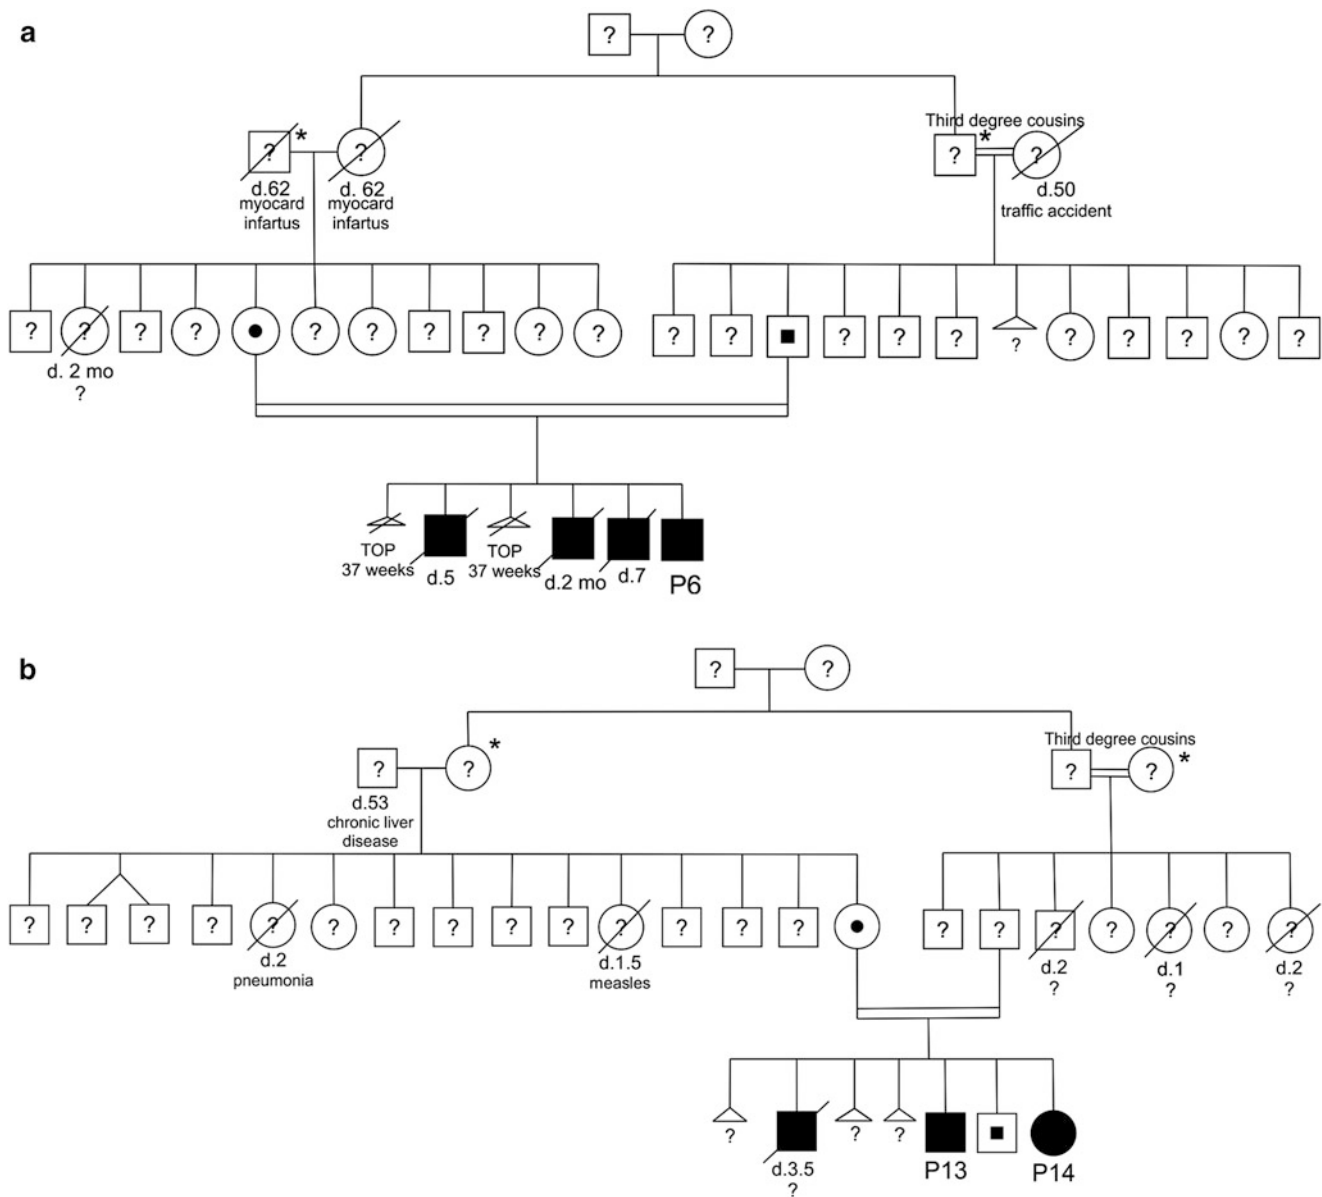 a
? ?
Third degree cousins
? * ? ? * ?
d.62 d. 62 d.50
myocard myocard traffic accident
infartus infartus
? ? ? ? ? ? ? ? ? ? ? ? ? ? ? ? ? ? ? ? ?
d. 2 mo
?
TOP TOP
37 weeks d.5 37 weeks d.2 mo d.7 P6
b
? ?
Third degree cousins
? ? * ? ? *
d.53
chronic liver
disease
? ? ? ? ? ? ? ? ? ? ? ? ? ? ? ? ? ? ? ? ?
d.2 d.1.5 d.2 d.1 d.2
pneumonia measles ? ? ?
? ? ?
d.3.5 P13 P14
?